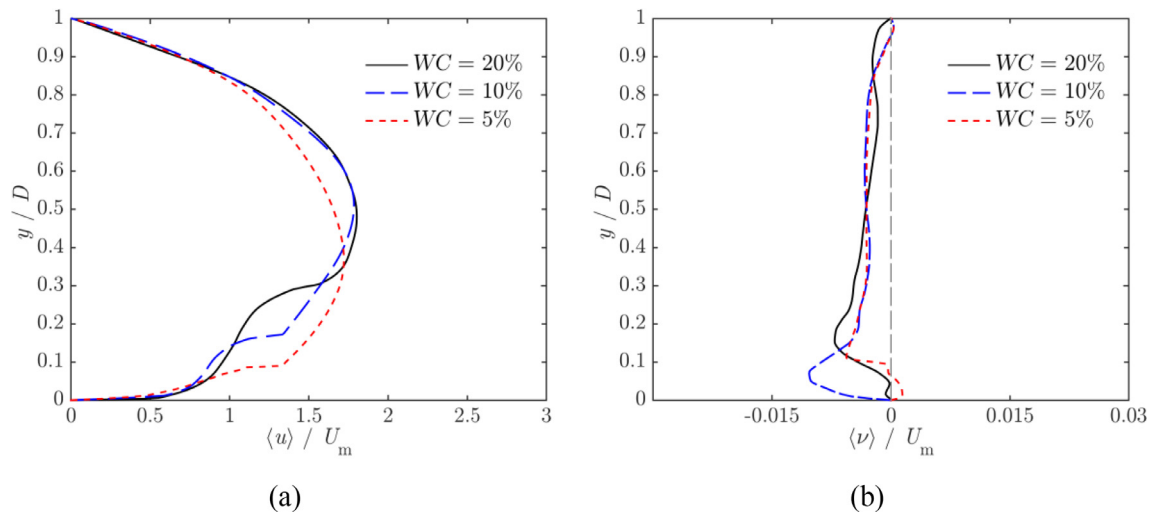 1
0.9
0.8
0.7
0.6
0.5
0.4
0.3
0.2
0.1
0
y / D
WC = 20%
WC = 10%
WC = 5%
0 0.5 1 1.5 2 2.5 3
⟨u⟩ / U_m
(a)
1
0.9
0.8
0.7
0.6
0.5
0.4
0.3
0.2
0.1
0
y / D
WC = 20%
WC = 10%
WC = 5%
-0.015 0 0.015 0.03
⟨ν⟩ / U_m
(b)